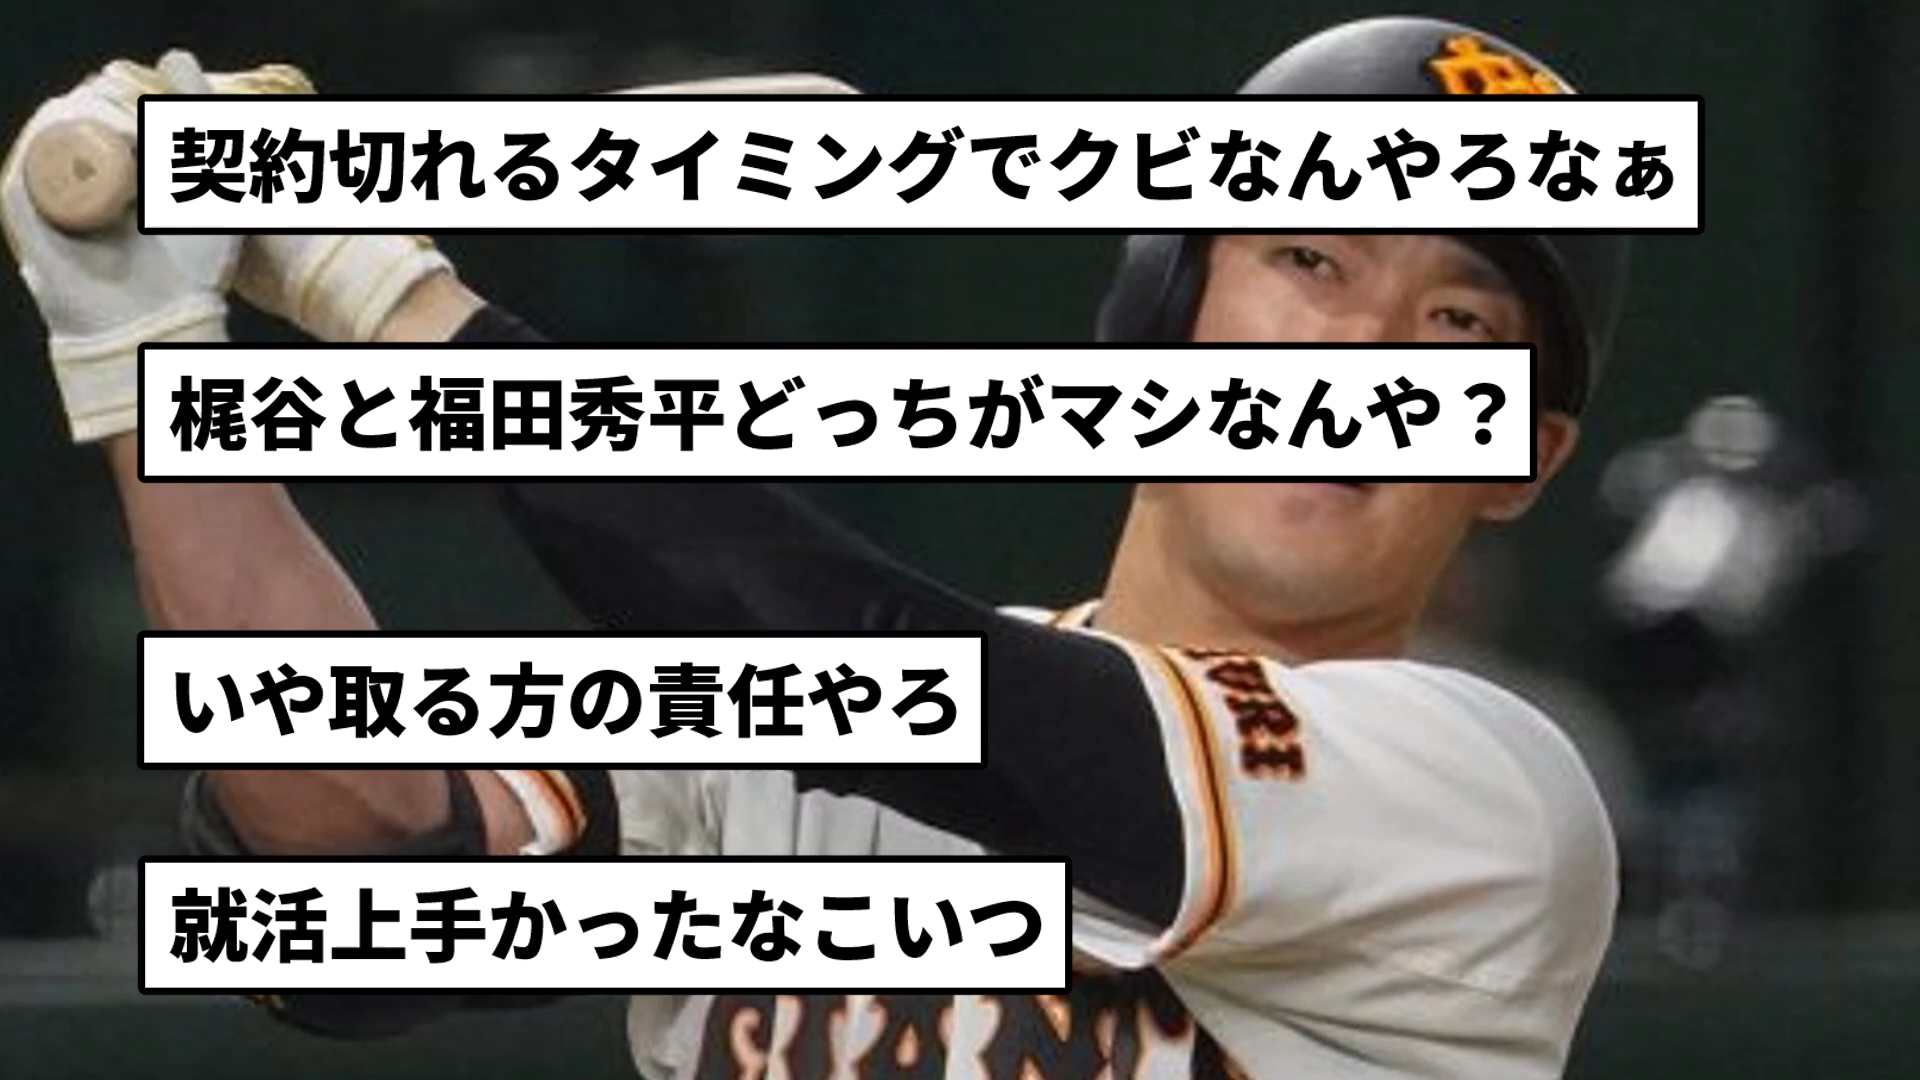 契約切れるタイミングでクビなんやろなぁ
梶谷と福田秀平どっちがマシなんや？
いや取る方の責任やろ
就活上手かったなこいつ